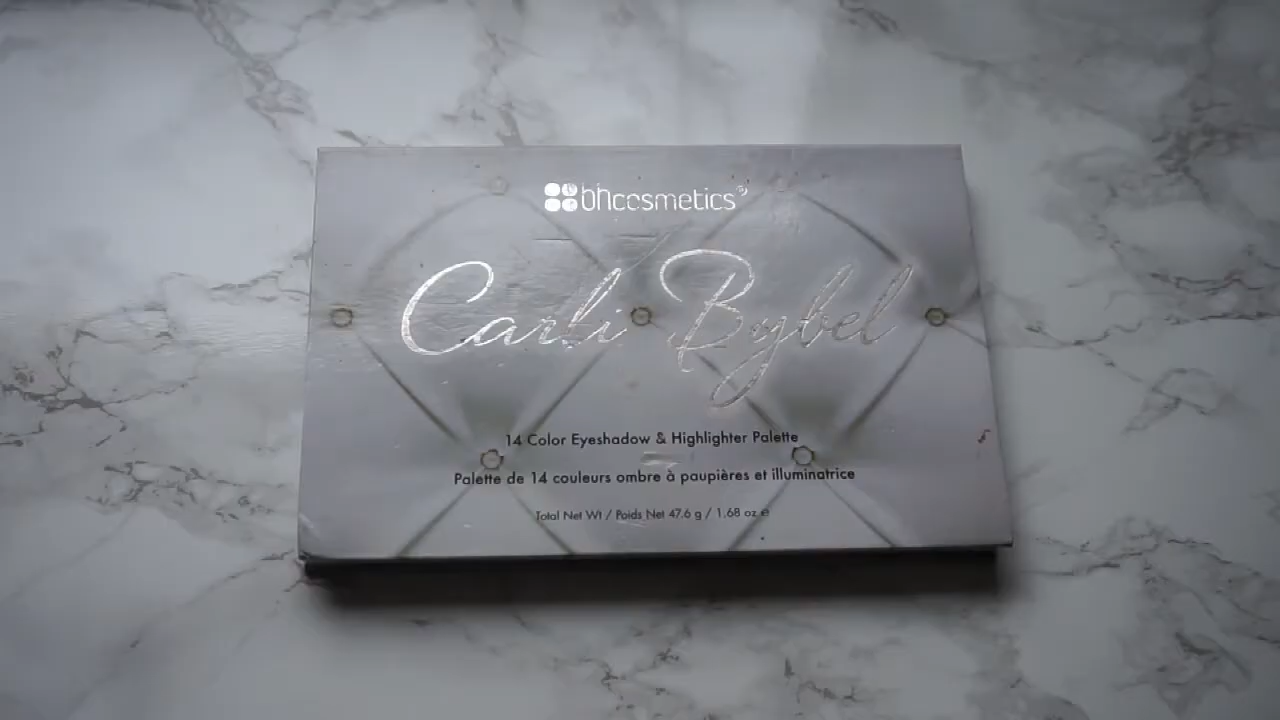 bhcosmetics®
Carli Bybel
14 Color Eyeshadow & Highlighter Palette
Palette de 14 couleurs ombre à paupières et illuminatrice
Total Net Wt / Poids Net 47.6 g / 1.68 oz e